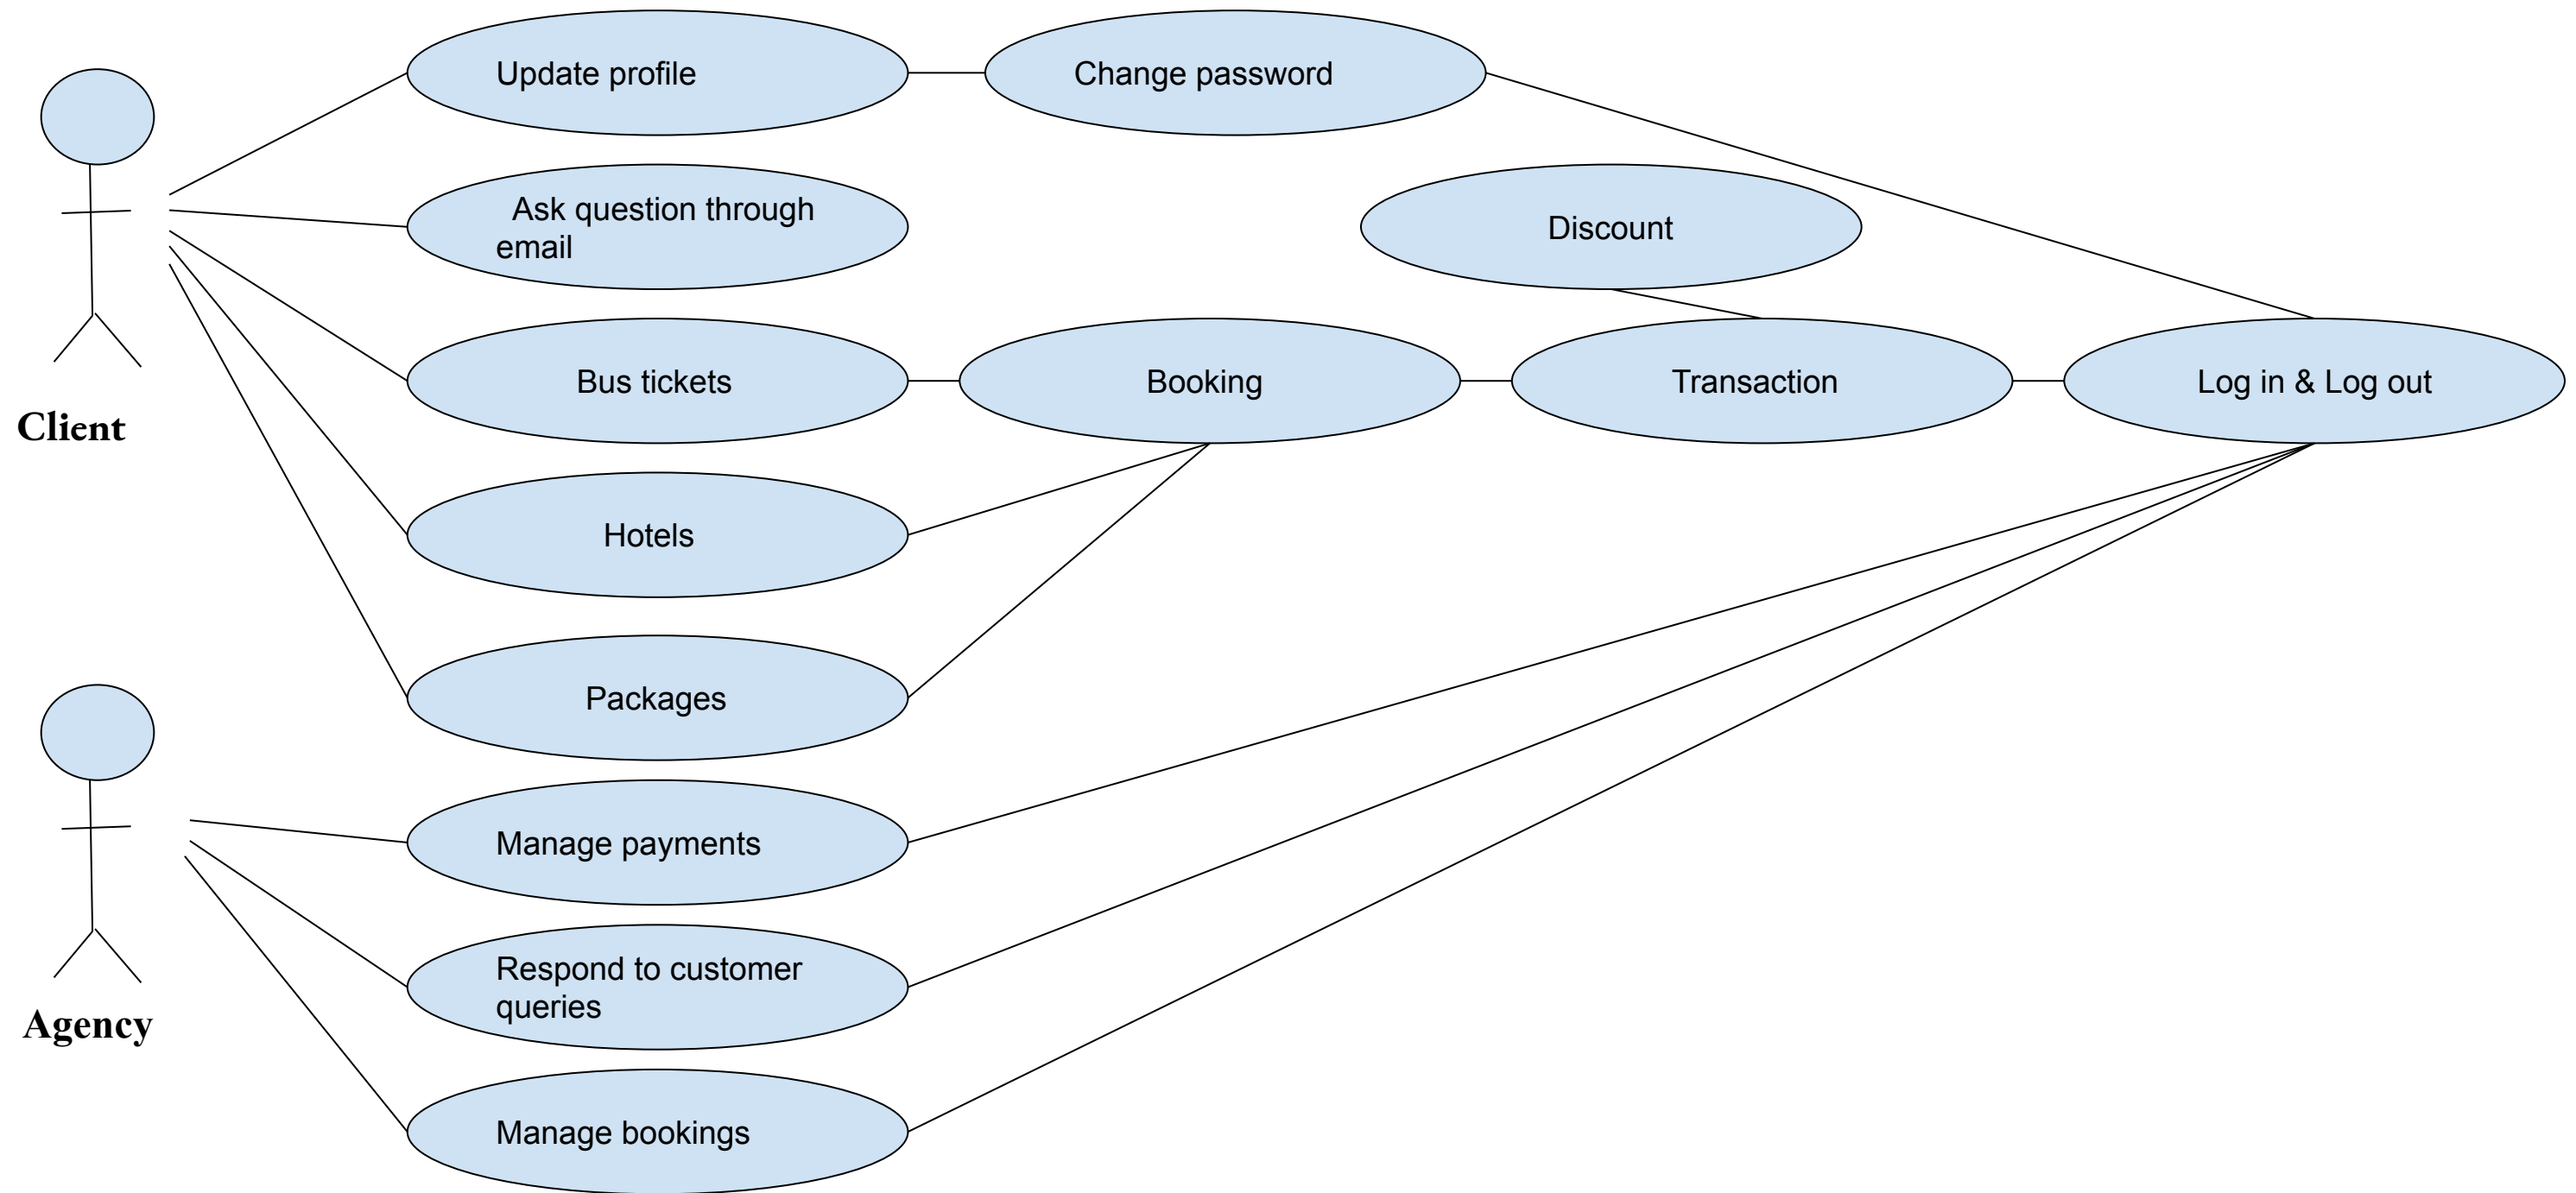 Update profile
Change password
Ask question through
email
Discount
Bus tickets
Booking
Transaction
Log in & Log out
Client
Hotels
Packages
Manage payments
Respond to customer
queries
Agency
Manage bookings